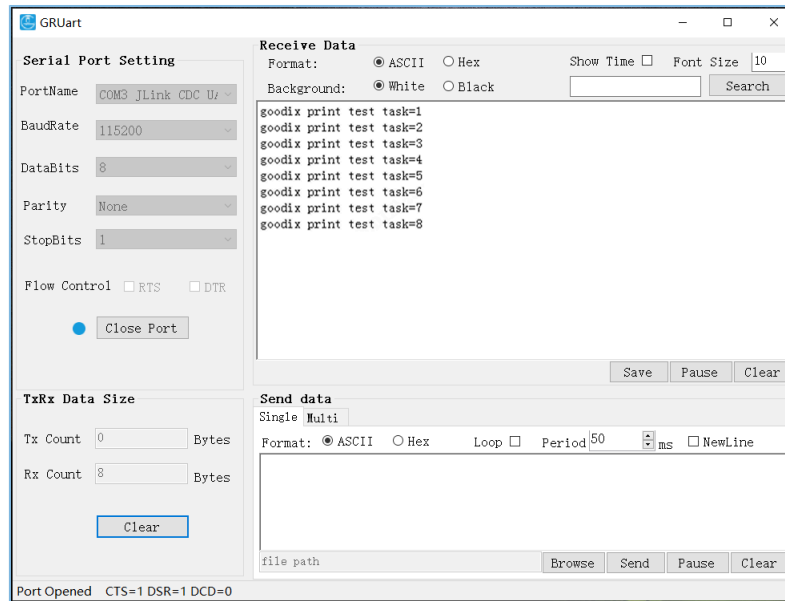 GRUart
Serial Port Setting
PortName COM3 JLink CDC UA
BaudRate 115200
DataBits 8
Parity None
StopBits 1
Flow Control RTS DTR
Close Port
TxRx Data Size
Tx Count 0 Bytes
Rx Count 8 Bytes
Clear
Receive Data
Format: ASCII Hex Show Time Font Size 10
Background: White Black Search
goodix print test task=1
goodix print test task=2
goodix print test task=3
goodix print test task=4
goodix print test task=5
goodix print test task=6
goodix print test task=7
goodix print test task=8
Save Pause Clear
Send data
Single Multi
Format: ASCII Hex Loop Period 50 ms NewLine
file path Browse Send Pause Clear
Port Opened CTS=1 DSR=1 DCD=0